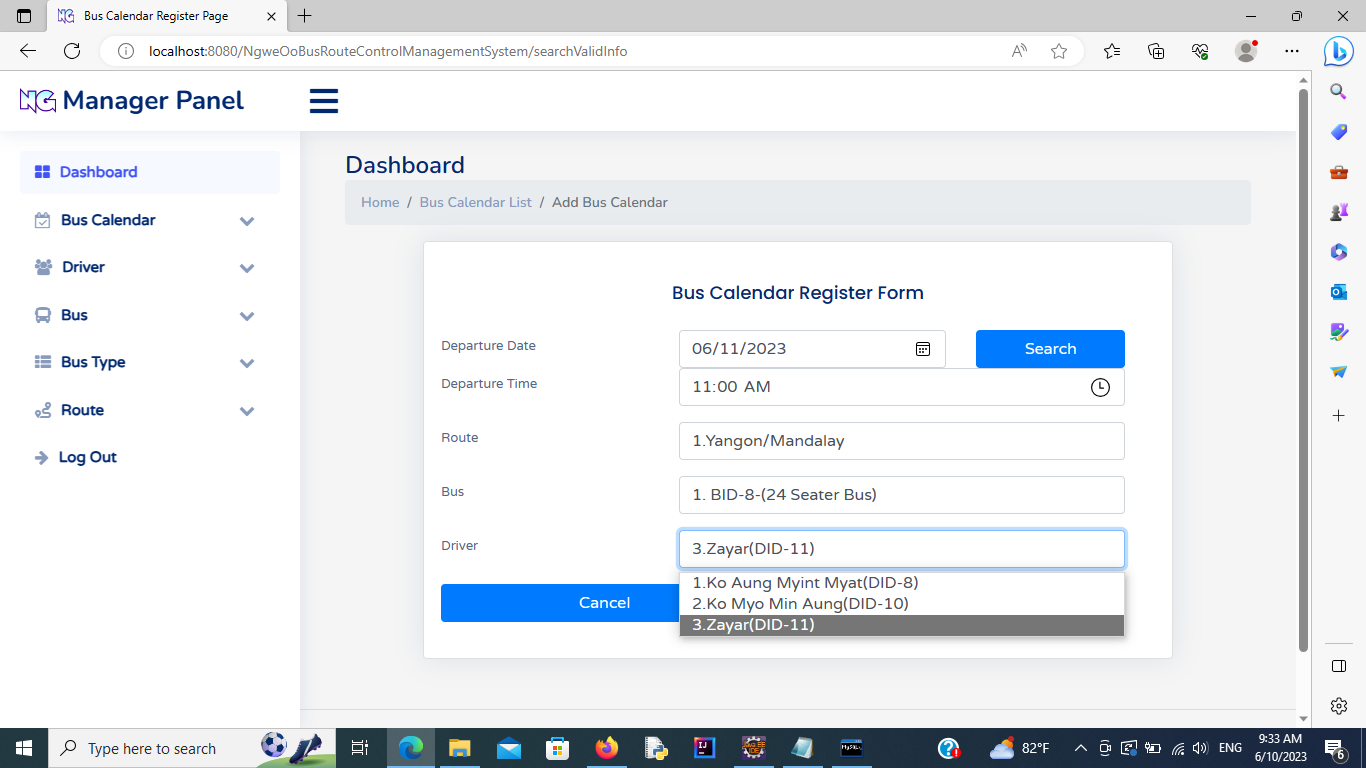 Bus Calendar Register Page
localhost:8080/NgweOoBusRouteControlManagementSystem/searchValidInfo
NG Manager Panel
Dashboard
Bus Calendar
Driver
Bus
Bus Type
Route
Log Out
Dashboard
Home / Bus Calendar List / Add Bus Calendar
Bus Calendar Register Form
Departure Date 06/11/2023 Search
Departure Time 11:00 AM
Route 1.Yangon/Mandalay
Bus 1. BID-8-(24 Seater Bus)
Driver 3.Zayar(DID-11)
1.Ko Aung Myint Myat(DID-8)
2.Ko Myo Min Aung(DID-10)
3.Zayar(DID-11)
Cancel
Type here to search
82°F
ENG
9:33 AM
6/10/2023
6